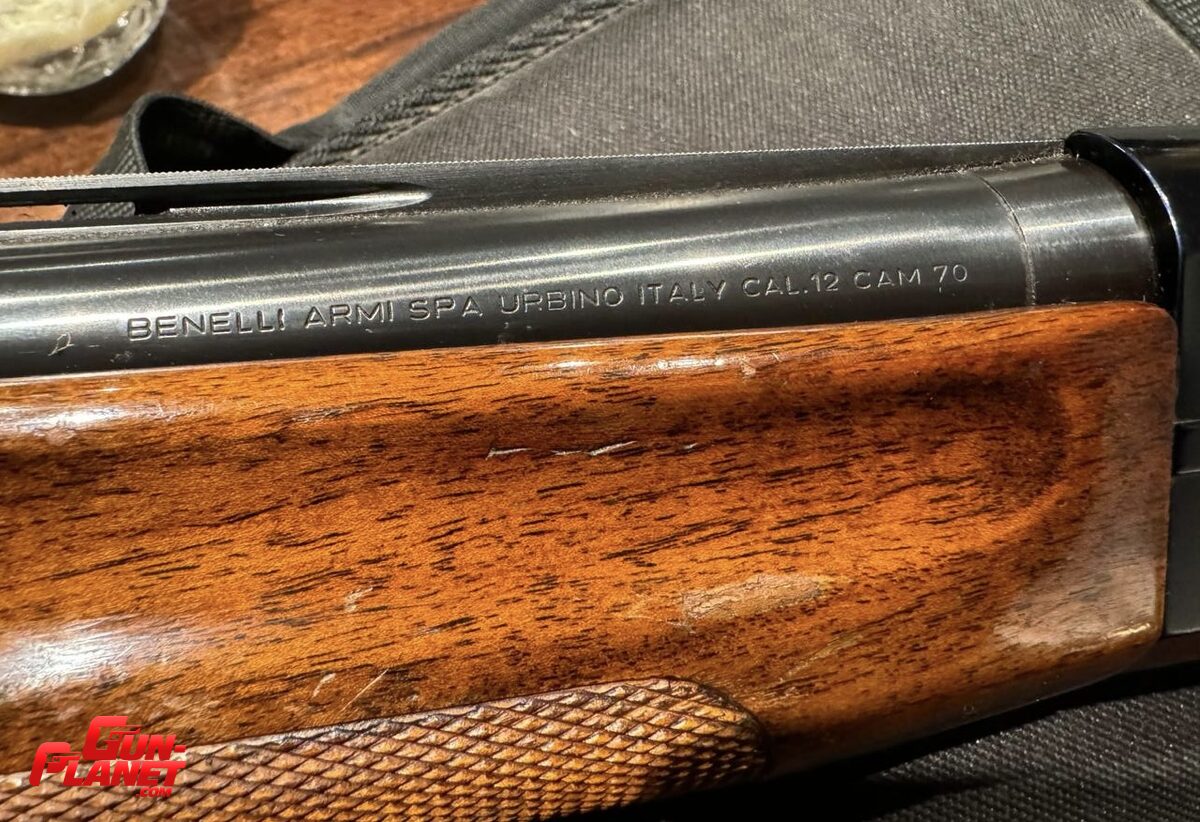 BENELLI ARMI SPA URBINO ITALY CAL.12 CAM 70
GUN-
PLANET
.COM